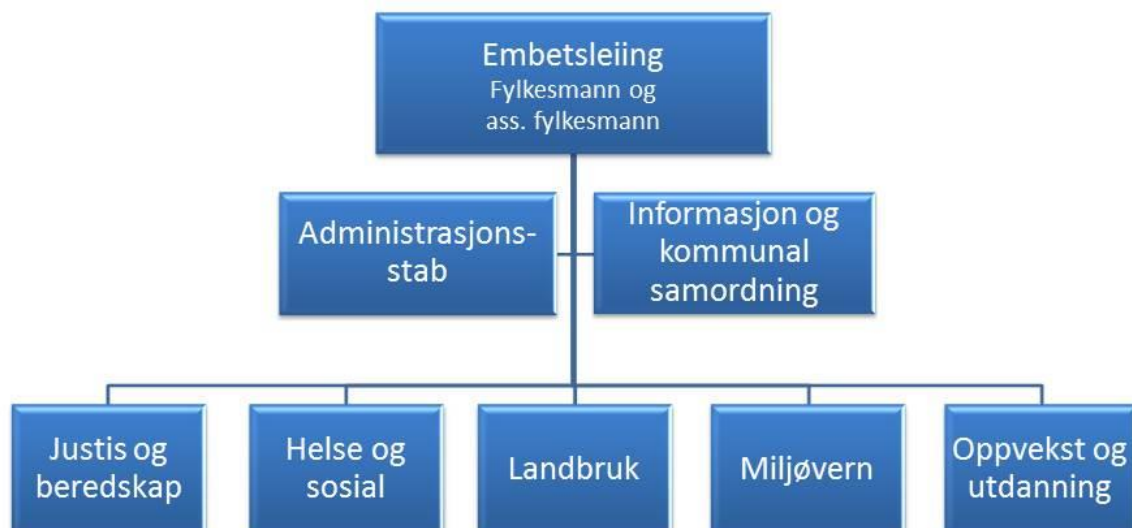 Embetsleiing
Fylkesmann og
ass. fylkesmann
Administrasjons-
stab
Informasjon og
kommunal
samordning
Justis og
beredskap
Helse og
sosial
Landbruk
Miljøvern
Oppvekst og
utdanning